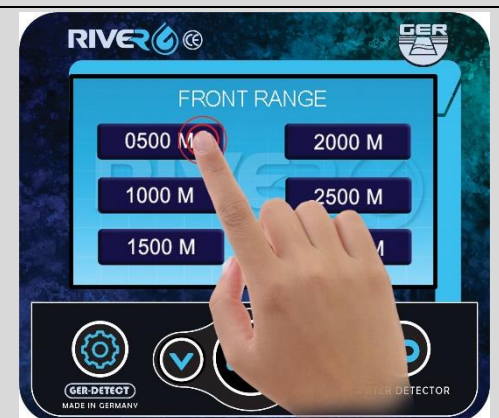 RIVER G CE
GER
FRONT RANGE
0500 M
2000 M
1000 M
2500 M
1500 M
M
GER-DETECT
MADE IN GERMANY
DETECTOR